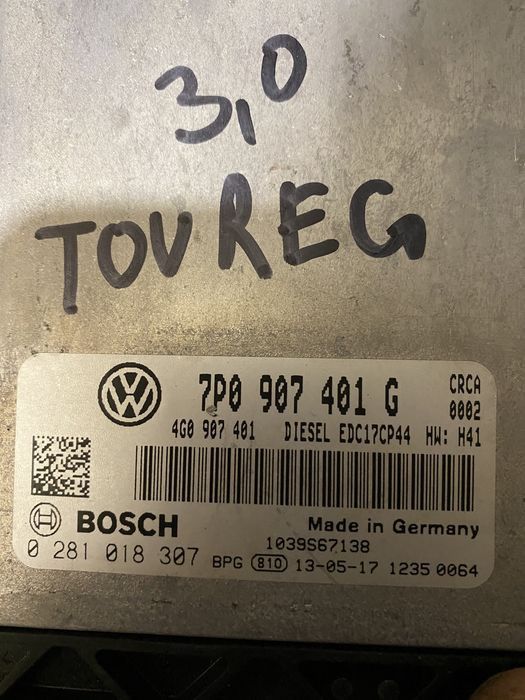 3,0
TOUREG
7P0 907 401 G CRCA
0002
4G0 907 401 DIESEL EDC17CP44 HW: H41
BOSCH Made in Germany
1039S67138
0 281 018 307 BPG 810 13-05-17 1235 0064